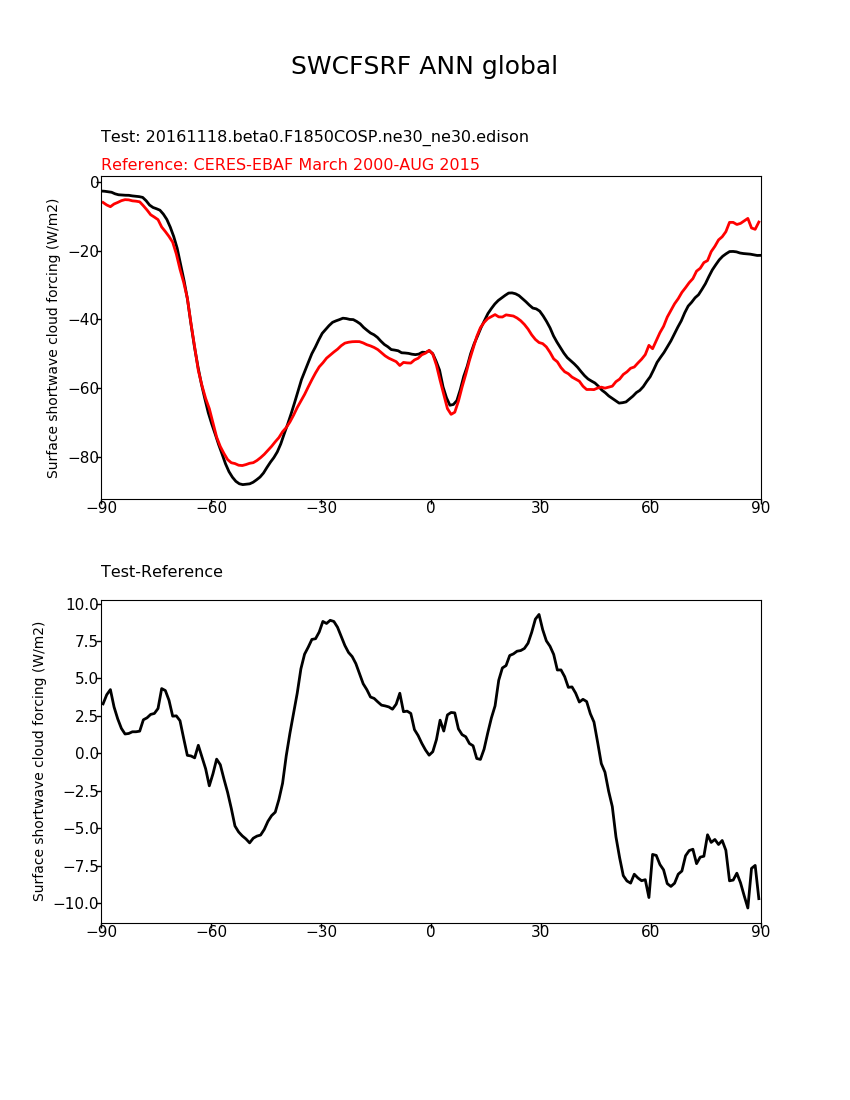 SWCFSRF ANN global
Test: 20161118.beta0.F1850COSP.ne30_ne30.edison
Reference: CERES-EBAF March 2000-AUG 2015
Surface shortwave cloud forcing (W/m2)
0
−20
−40
−60
−80
−90 −60 −30 0 30 60 90
Test-Reference
Surface shortwave cloud forcing (W/m2)
10.0
7.5
5.0
2.5
0.0
−2.5
−5.0
−7.5
−10.0
−90 −60 −30 0 30 60 90